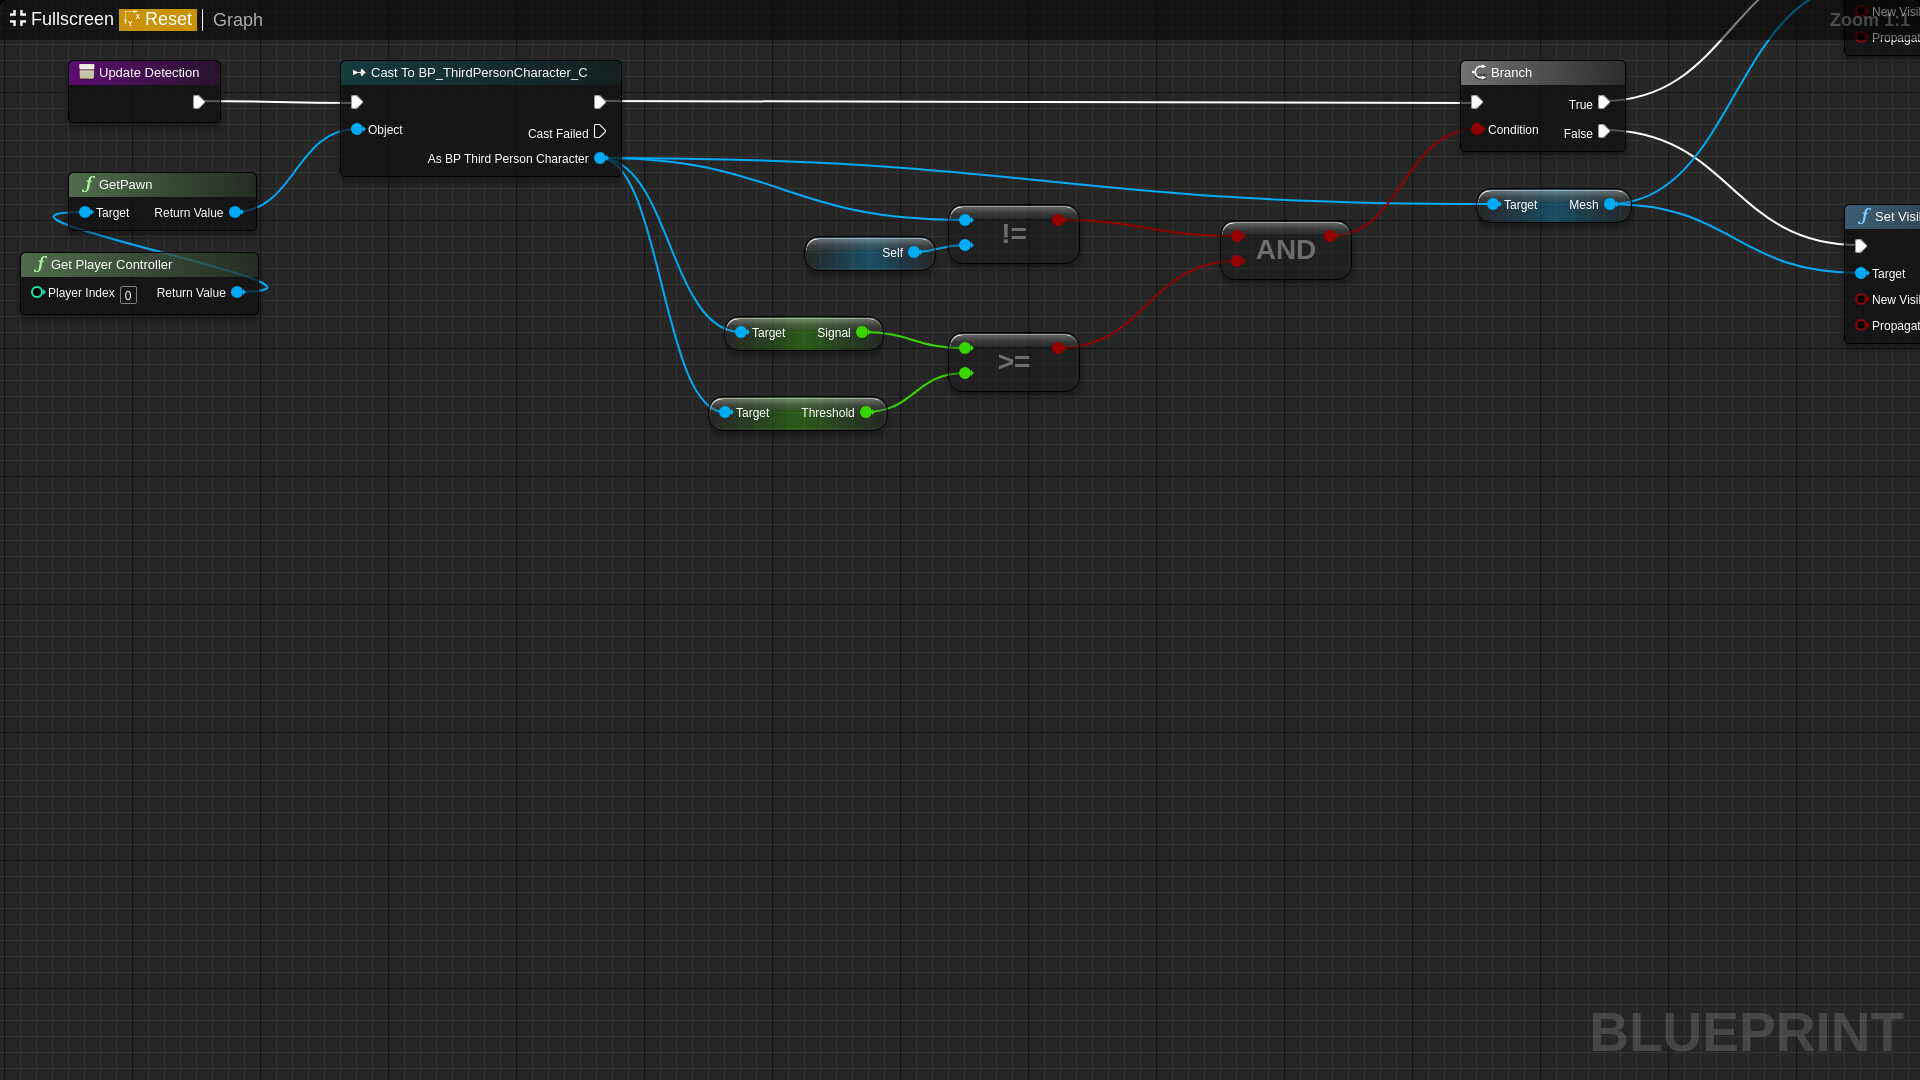 Fullscreen Reset Graph
Zoom 1:1
New Visi
Propagat
Update Detection
Cast To BP_ThirdPersonCharacter_C
Object
Cast Failed
As BP Third Person Character
Branch
True
Condition
False
GetPawn
Target Return Value
Get Player Controller
Player Index 0 Return Value
Self
!=
AND
Target Mesh
Set Visi
Target
New Visi
Propagat
Target Signal
>=
Target Threshold
BLUEPRINT